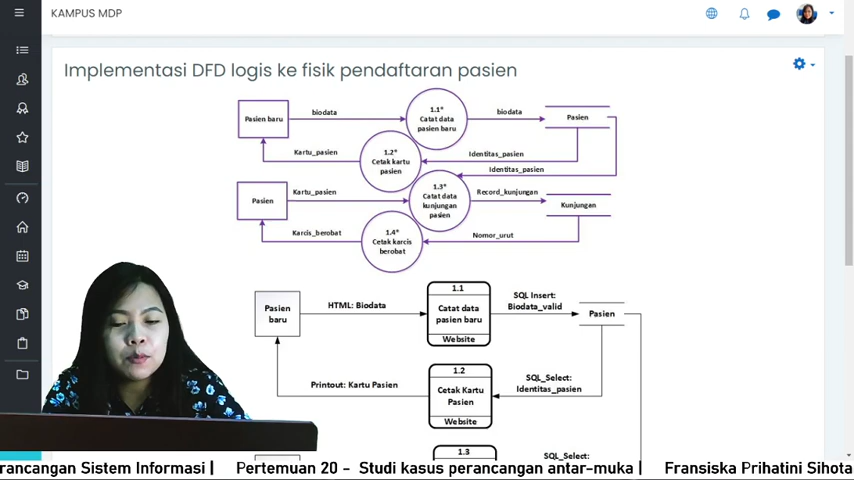 KAMPUS MDP
Implementasi DFD logis ke fisik pendaftaran pasien
Pasien baru
biodata
1.1*
Catat data
pasien baru
biodata
Pasien
Kartu_pasien
1.2*
Cetak kartu
pasien
Identitas_pasien
Identitas_pasien
Pasien
Kartu_pasien
1.3*
Catat data
kunjungan
pasien
Record_kunjungan
Kunjungan
Karcis_berobat
1.4*
Cetak karcis
berobat
Nomor_urut
Pasien
baru
HTML: Biodata
1.1
Catat data
pasien baru
Website
SQL Insert:
Biodata_valid
Pasien
Printout: Kartu Pasien
1.2
Cetak Kartu
Pasien
Website
SQL_Select:
Identitas_pasien
1.3
SQL_Select:
rancangan Sistem Informasi | Pertemuan 20 - Studi kasus perancangan antar-muka | Fransiska Prihatini Sihota